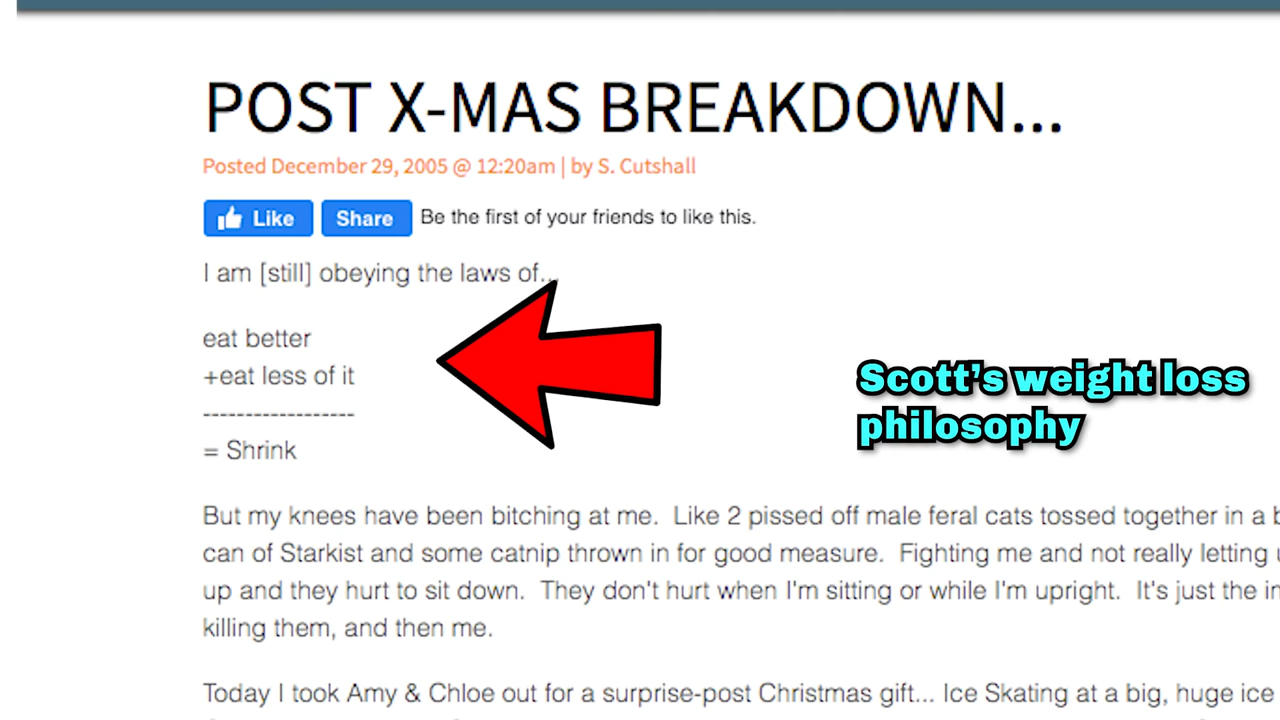 POST X-MAS BREAKDOWN...
Posted December 29, 2005 @ 12:20am | by S. Cutshall
Like Share Be the first of your friends to like this.
I am [still] obeying the laws of...
eat better
+eat less of it
------------------
= Shrink
Scott's weight loss
philosophy
But my knees have been bitching at me.  Like 2 pissed off male feral cats tossed together in a
can of Starkist and some catnip thrown in for good measure.  Fighting me and not really letting
up and they hurt to sit down.  They don't hurt when I'm sitting or while I'm upright.  It's just the
killing them, and then me.
Today I took Amy & Chloe out for a surprise-post Christmas gift... Ice Skating at a big, huge ice